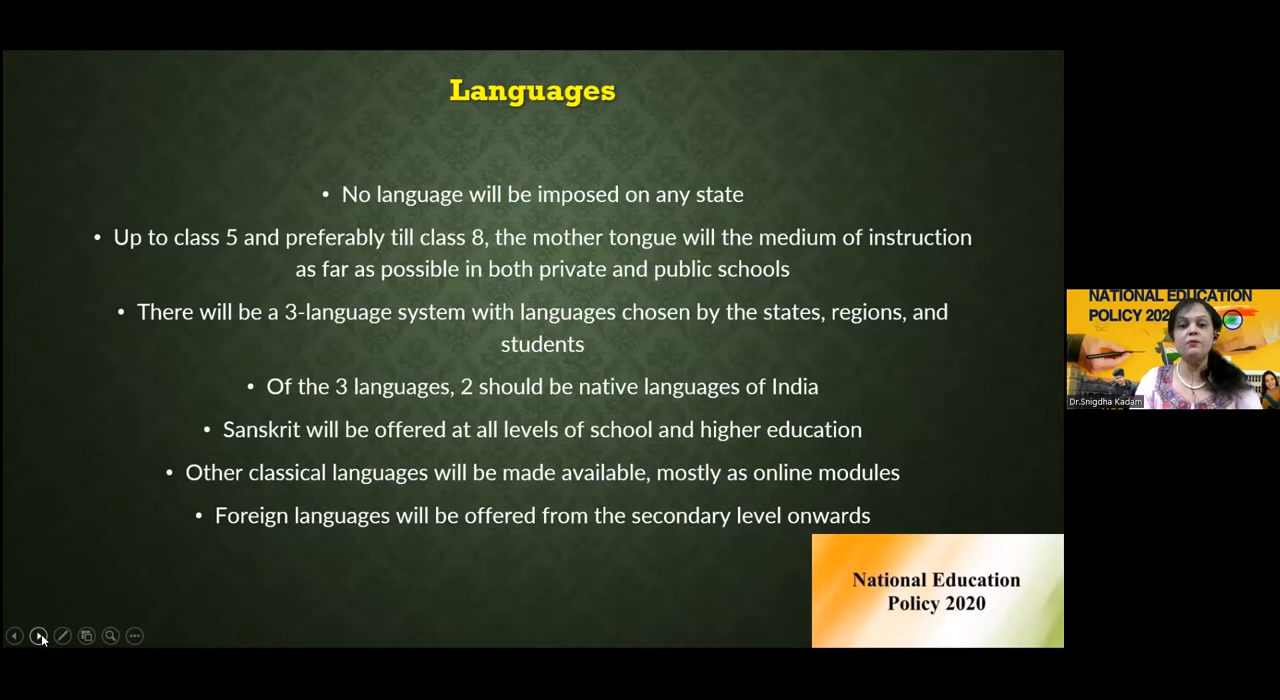 Languages
• No language will be imposed on any state
• Up to class 5 and preferably till class 8, the mother tongue will the medium of instruction
as far as possible in both private and public schools
• There will be a 3-language system with languages chosen by the states, regions, and
students
• Of the 3 languages, 2 should be native languages of India
• Sanskrit will be offered at all levels of school and higher education
• Other classical languages will be made available, mostly as online modules
• Foreign languages will be offered from the secondary level onwards
National Education
Policy 2020
NATIONAL EDUCATION
POLICY 202
Dr.Snigdha Kadam